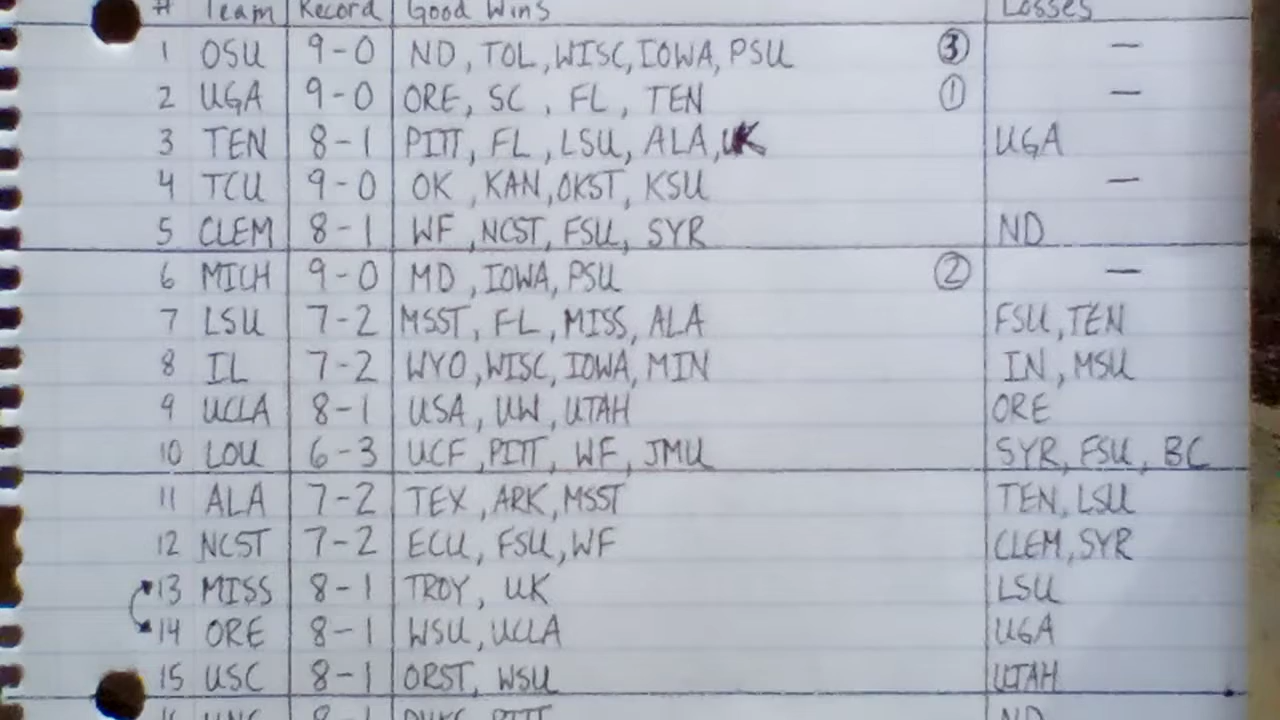 # Team Record Good Wins Losses
1 OSU 9-0 ND, TOL, WISC, IOWA, PSU ③ —
2 UGA 9-0 ORE, SC, FL, TEN ① —
3 TEN 8-1 PITT, FL, LSU, ALA, UK UGA
4 TCU 9-0 OK, KAN, OKST, KSU —
5 CLEM 8-1 WF, NCST, FSU, SYR ND
6 MICH 9-0 MD, IOWA, PSU ② —
7 LSU 7-2 MSST, FL, MISS, ALA FSU, TEN
8 IL 7-2 WYO, WISC, IOWA, MIN IN, MSU
9 UCLA 8-1 USA, UW, UTAH ORE
10 LOU 6-3 UCF, PITT, WF, JMU SYR, FSU, BC
11 ALA 7-2 TEX, ARK, MSST TEN, LSU
12 NCST 7-2 ECU, FSU, WF CLEM, SYR
13 MISS 8-1 TROY, UK LSU
14 ORE 8-1 WSU, UCLA UGA
15 USC 8-1 ORST, WSU UTAH
16 UNC 8-1 DUKE, PITT ND